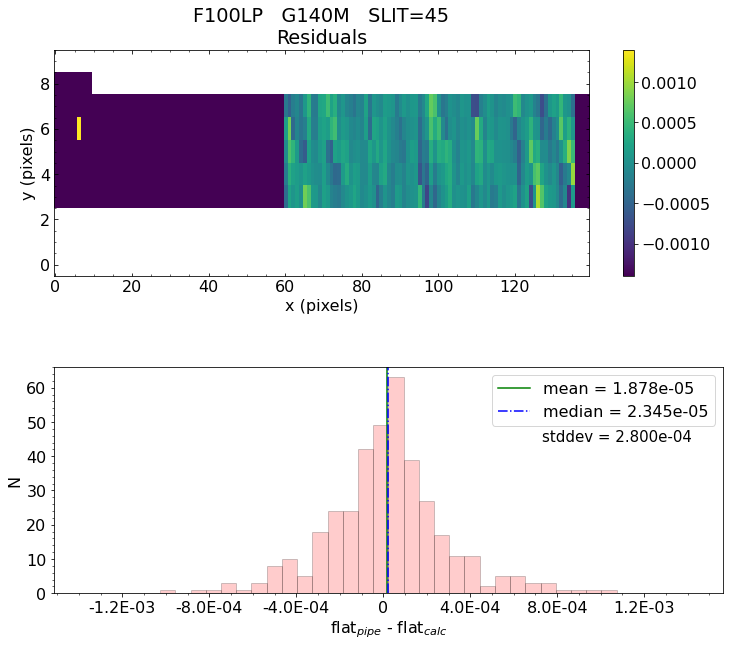 F100LP G140M SLIT=45
Residuals
8
6
4
2
0
y (pixels)
0 20 40 60 80 100 120
x (pixels)
0.0010
0.0005
0.0000
−0.0005
−0.0010
60
50
40
30
20
10
0
N
mean = 1.878e-05
median = 2.345e-05
stddev = 2.800e-04
-1.2E-03 -8.0E-04 -4.0E-04 0 4.0E-04 8.0E-04 1.2E-03
flat_pipe - flat_calc